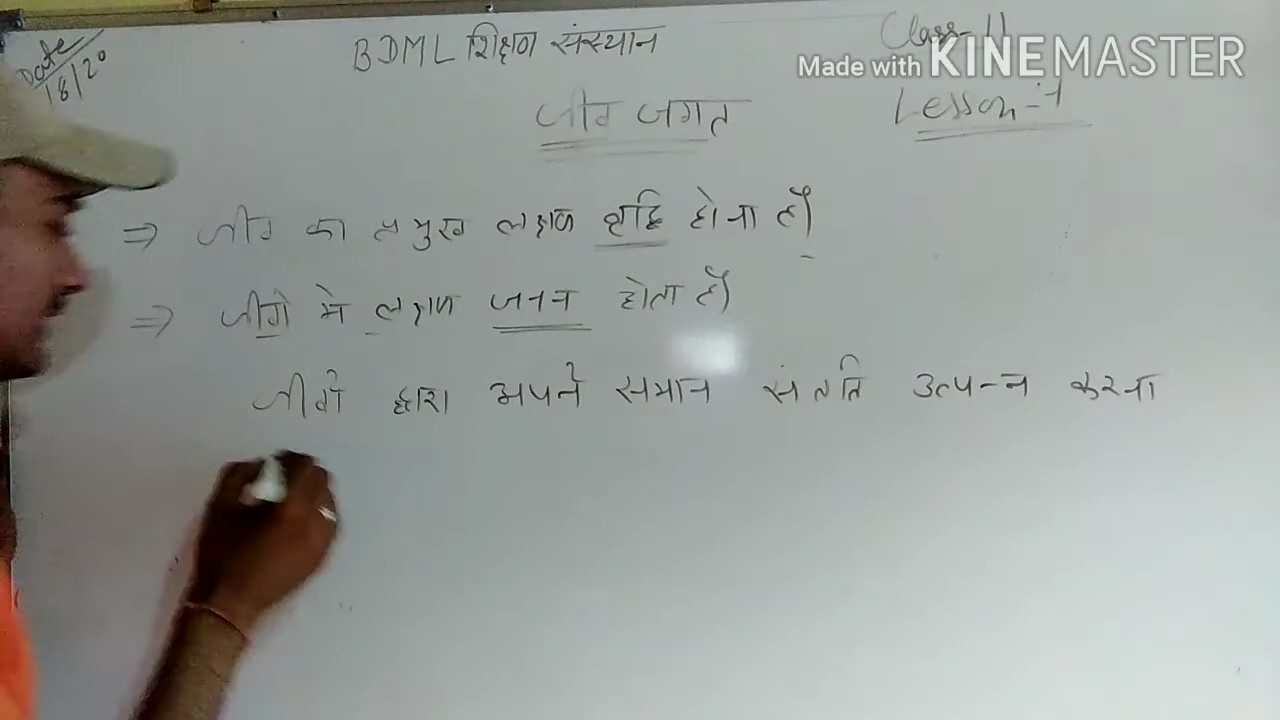 Date
18/20
BDML शिक्षण संस्थान
Class-11
Made with KINEMASTER
जीव जगत
Lesson-1
⇒ जीव का प्रमुख लक्षण वृद्धि होना है।
⇒ जीवो मे लक्षण जनन होता है।
जीवो द्वारा अपने समान संतति उत्पन्न करना